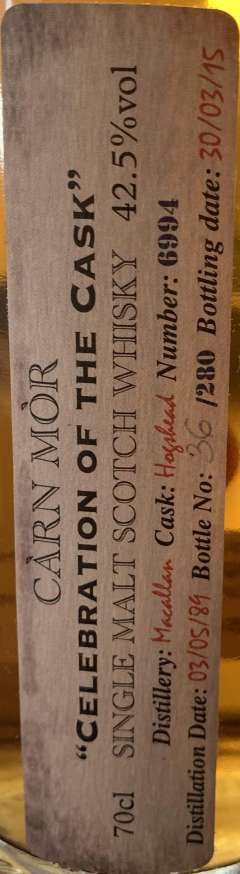 CÀRN MÒR
"CELEBRATION OF THE CASK"
70cl SINGLE MALT SCOTCH WHISKY 42.5%vol
Distillery: Macallan Cask: Hogshead Number: 6994
Distillation Date: 03/05/89 Bottle No: 36 /280 Bottling date: 30/03/15